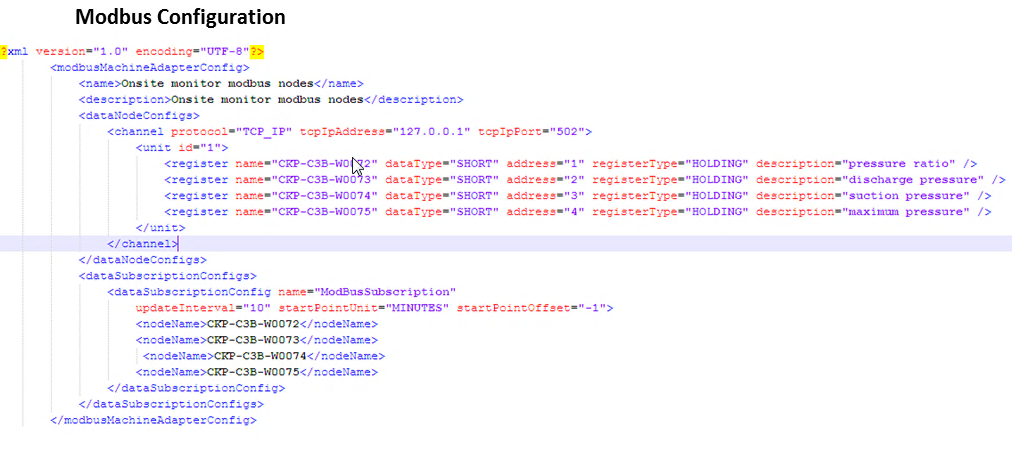 Modbus Configuration
?xml version="1.0" encoding="UTF-8"?>
<modbusMachineAdapterConfig>
<name>Onsite monitor modbus nodes</name>
<description>Onsite monitor modbus nodes</description>
<dataNodeConfigs>
<channel protocol="TCP_IP" tcpIpAddress="127.0.0.1" tcpIpPort="502">
<unit id="1">
<register name="CKP-C3B-W0072" dataType="SHORT" address="1" registerType="HOLDING" description="pressure ratio" />
<register name="CKP-C3B-W0073" dataType="SHORT" address="2" registerType="HOLDING" description="discharge pressure" />
<register name="CKP-C3B-W0074" dataType="SHORT" address="3" registerType="HOLDING" description="suction pressure" />
<register name="CKP-C3B-W0075" dataType="SHORT" address="4" registerType="HOLDING" description="maximum pressure" />
</unit>
</channel>
</dataNodeConfigs>
<dataSubscriptionConfigs>
<dataSubscriptionConfig name="ModBusSubscription"
updateInterval="10" startPointUnit="MINUTES" startPointOffset="-1">
<nodeName>CKP-C3B-W0072</nodeName>
<nodeName>CKP-C3B-W0073</nodeName>
<nodeName>CKP-C3B-W0074</nodeName>
<nodeName>CKP-C3B-W0075</nodeName>
</dataSubscriptionConfig>
</dataSubscriptionConfigs>
</modbusMachineAdapterConfig>